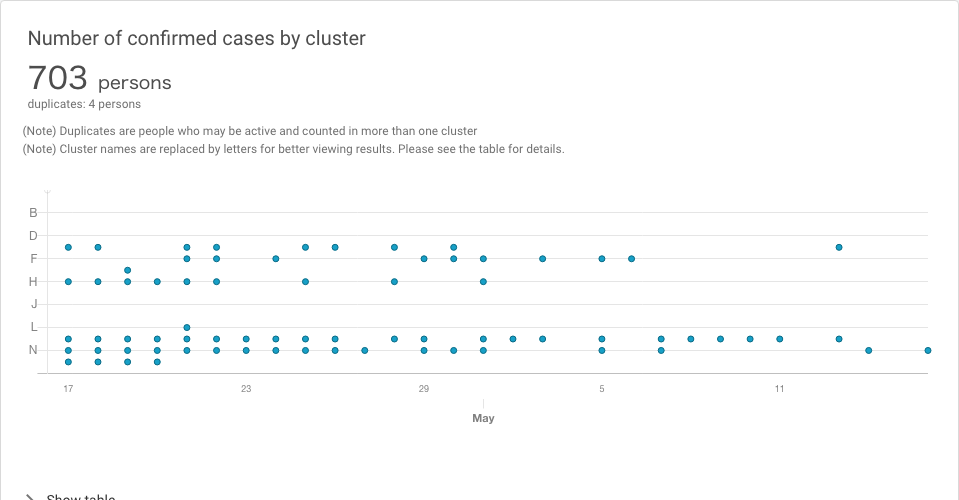 Number of confirmed cases by cluster
703 persons
duplicates: 4 persons
(Note) Duplicates are people who may be active and counted in more than one cluster
(Note) Cluster names are replaced by letters for better viewing results. Please see the table for details.
B
D
F
H
J
L
N
17 23 29 5 11
May
Show table